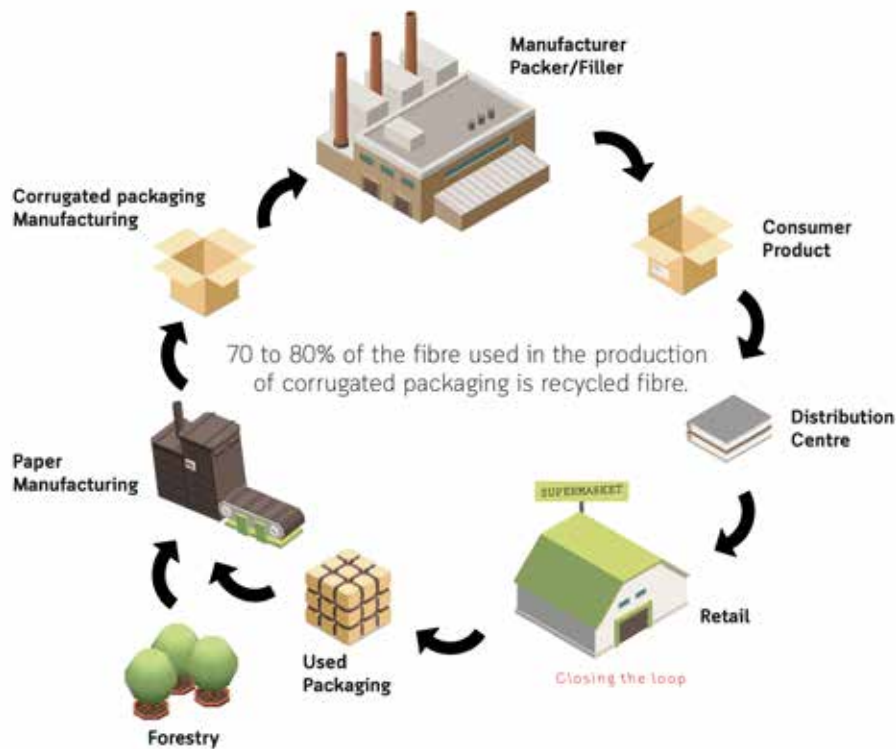 Manufacturer
Packer/Filler
Corrugated packaging
Manufacturing
Consumer
Product
70 to 80% of the fibre used in the production
of corrugated packaging is recycled fibre.
Distribution
Centre
Paper
Manufacturing
SUPERMARKET
Retail
Used
Packaging
Closing the loop
Forestry